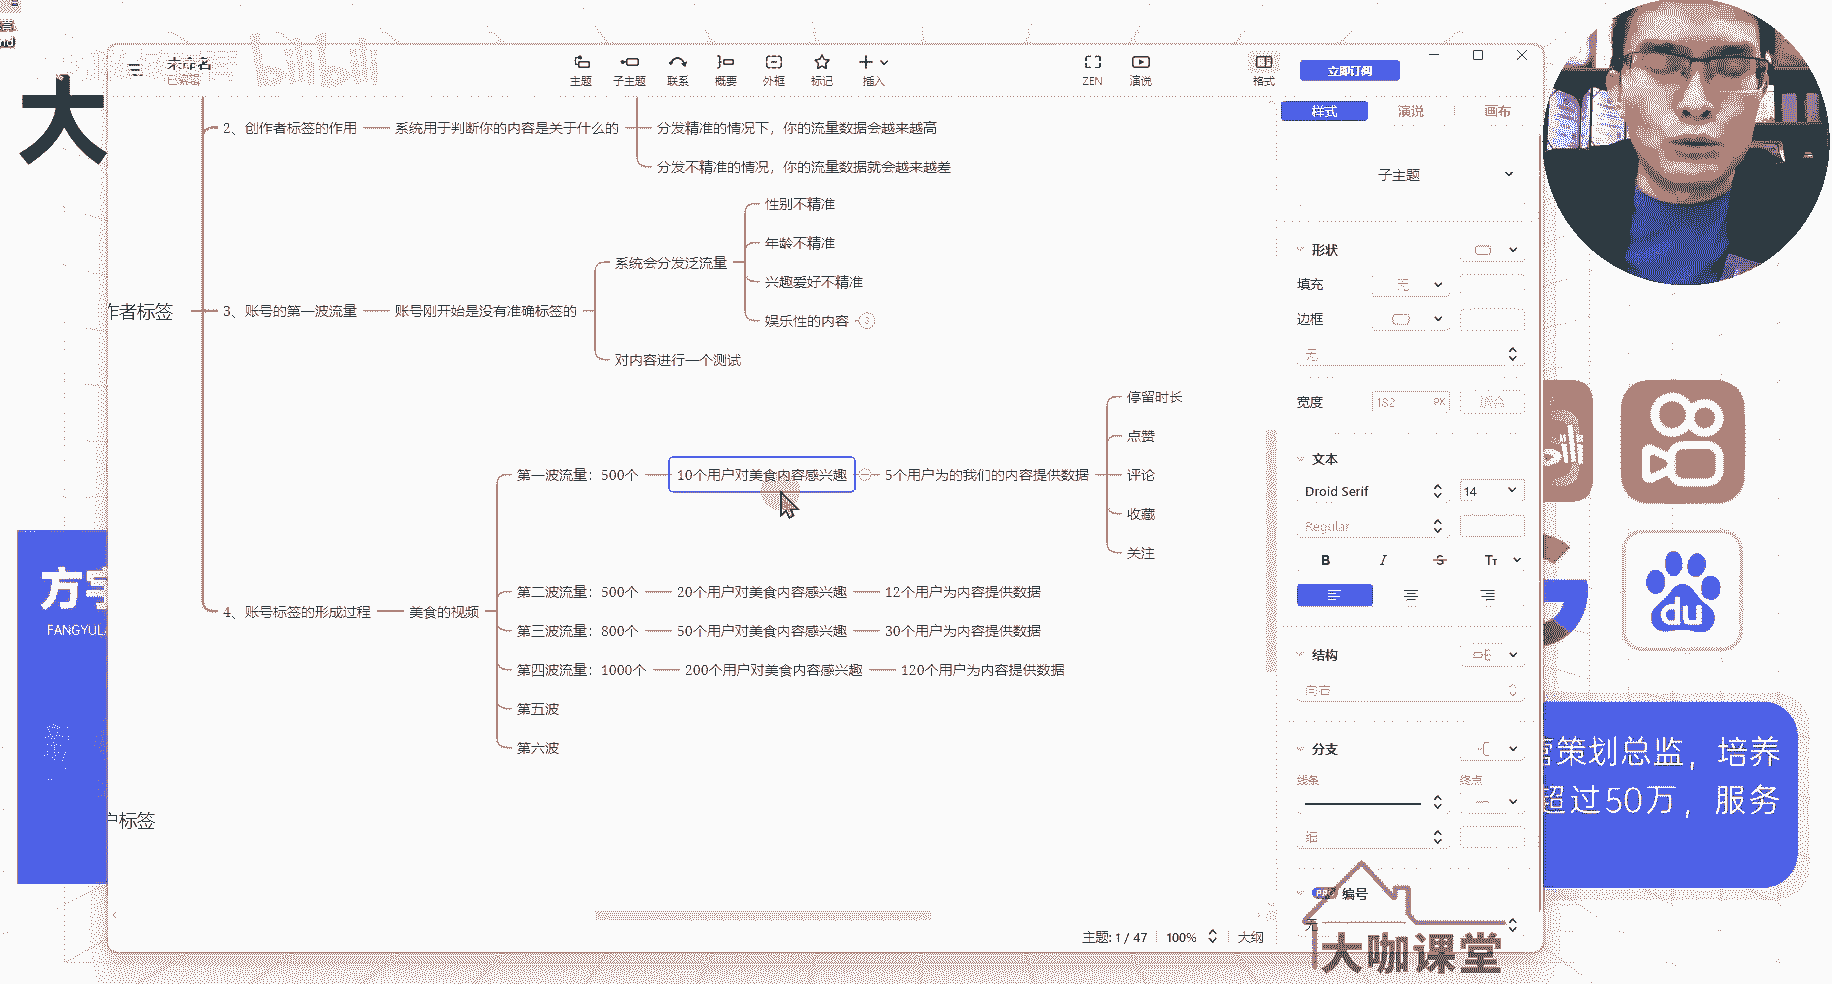 bilibili
大
未命名
已编辑
主题
子主题
联系
概要
外框
标记
插入
ZEN
演说
格式
立即订阅
样式
演说
画布
2、创作者标签的作用
系统用于判断你的内容是关于什么的
分发精准的情况下，你的流量数据会越来越高
分发不精准的情况，你的流量数据就会越来越差
子主题
性别不精准
年龄不精准
系统会分发泛流量
兴趣爱好不精准
娱乐性的内容
3
作者标签
3、账号的第一波流量
账号刚开始是没有准确标签的
对内容进行一个测试
形状
填充
无
边框
无
宽度
182
PX
停留时长
点赞
第一波流量：500个
10个用户对美食内容感兴趣
5个用户为的我们的内容提供数据
评论
收藏
关注
文本
Droid Serif
14
Regular
B
I
S
Tт
第二波流量：500个
20个用户对美食内容感兴趣
12个用户为内容提供数据
4、账号标签的形成过程
美食的视频
第三波流量：800个
50个用户对美食内容感兴趣
30个用户为内容提供数据
第四波流量：1000个
200个用户对美食内容感兴趣
120个用户为内容提供数据
第五波
第六波
结构
向右
分支
线条
终点
细
户标签
PRO
编号
无
主题: 1 / 47
100%
大纲
大咖课堂
方宇
FANGYUL
du
营策划总监，培养
超过50万，服务